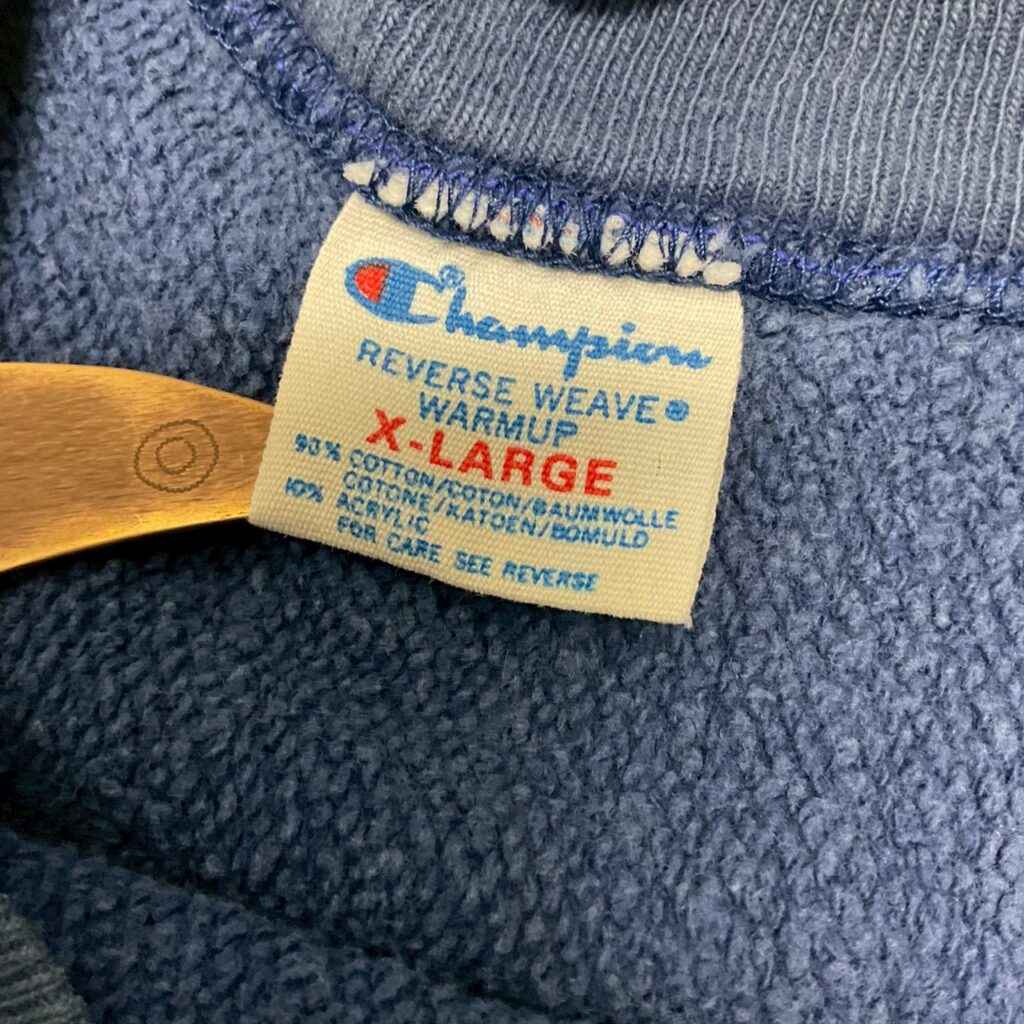 Champion®
REVERSE WEAVE®
WARMUP
X-LARGE
90% COTTON/COTON/BAUMWOLLE
COTONE/KATOEN/BOMULD
10% ACRYLIC
FOR CARE SEE REVERSE